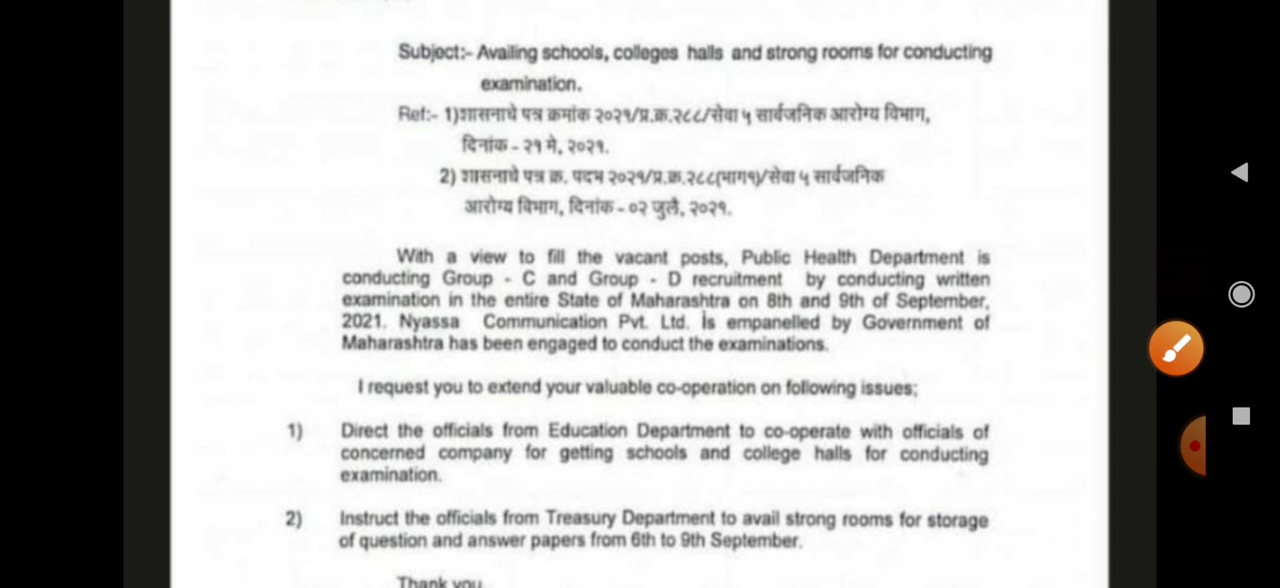 Subject:- Availing schools, colleges halls and strong rooms for conducting
examination.
Ref:- 1)शासनाचे पत्र क्रमांक २०२१/प्र.क्र.२८८/सेवा ५ सार्वजनिक आरोग्य विभाग,
दिनांक - २१ मे, २०२१.
2) शासनाचे पत्र क्र. पदभ २०२१/प्र.क्र.२८८(भाग१)/सेवा ५ सार्वजनिक
आरोग्य विभाग, दिनांक - ०२ जुलै, २०२१.
With a view to fill the vacant posts, Public Health Department is
conducting Group - C and Group - D recruitment by conducting written
examination in the entire State of Maharashtra on 8th and 9th of September,
2021. Nyassa Communication Pvt. Ltd. is empanelled by Government of
Maharashtra has been engaged to conduct the examinations.
I request you to extend your valuable co-operation on following issues;
1) Direct the officials from Education Department to co-operate with officials of
concerned company for getting schools and college halls for conducting
examination.
2) Instruct the officials from Treasury Department to avail strong rooms for storage
of question and answer papers from 6th to 9th September.
Thank you.